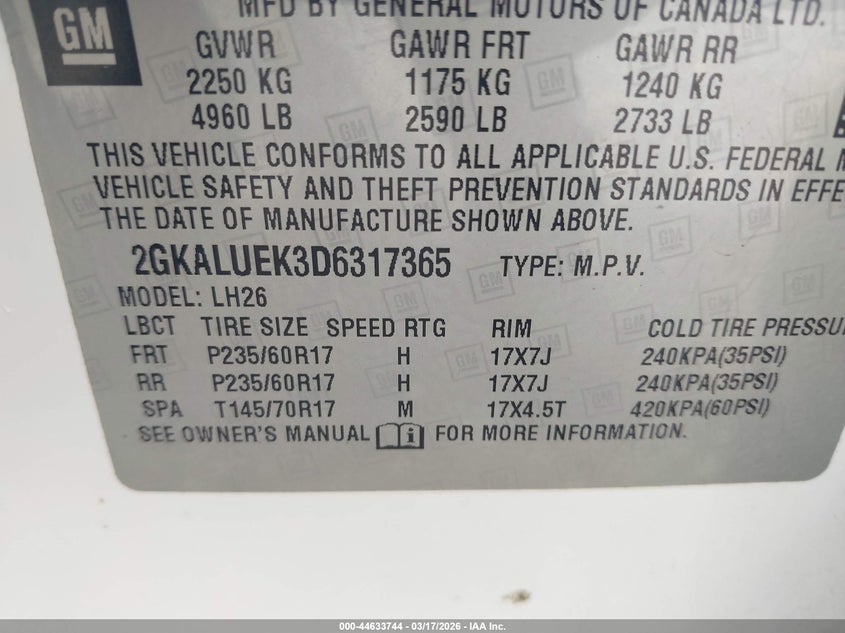 GM
MFD BY GENERAL MOTORS OF CANADA LTD.
GVWR GAWR FRT GAWR RR
2250 KG 1175 KG 1240 KG
4960 LB 2590 LB 2733 LB
THIS VEHICLE CONFORMS TO ALL APPLICABLE U.S. FEDERAL M
VEHICLE SAFETY AND THEFT PREVENTION STANDARDS IN EFFE
THE DATE OF MANUFACTURE SHOWN ABOVE.
2GKALUEK3D6317365 TYPE: M.P.V.
MODEL: LH26
LBCT TIRE SIZE SPEED RTG RIM COLD TIRE PRESSU
FRT P235/60R17 H 17X7J 240KPA(35PSI)
RR P235/60R17 H 17X7J 240KPA(35PSI)
SPA T145/70R17 M 17X4.5T 420KPA(60PSI)
SEE OWNER'S MANUAL FOR MORE INFORMATION.
000-44633744 - 03/17/2026 - IAA Inc.